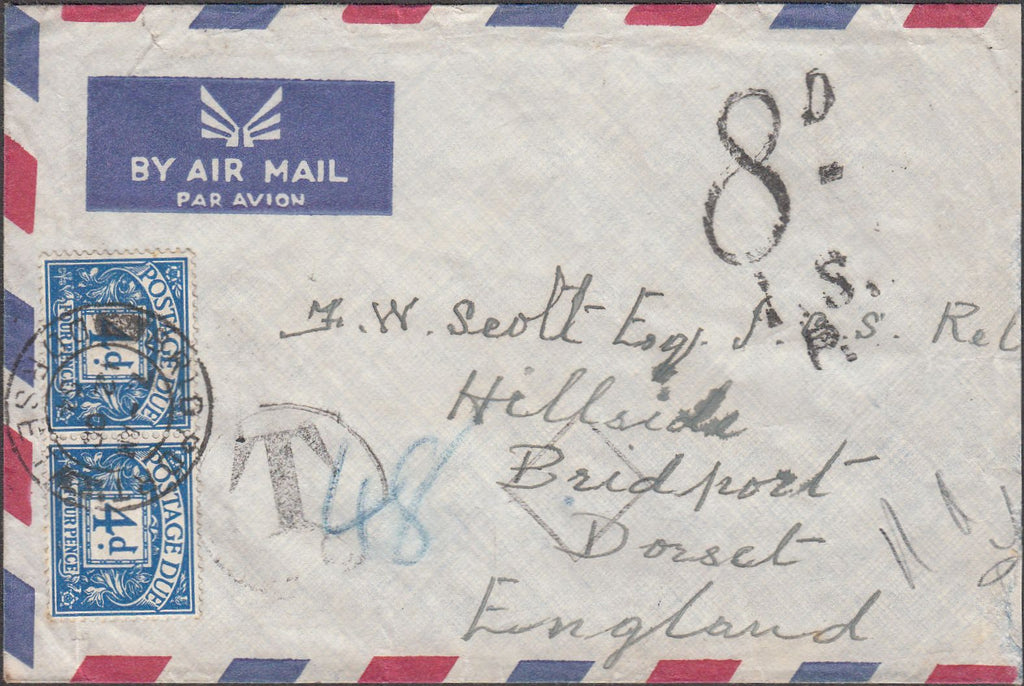 BY AIR MAIL
PAR AVION
8D
S.
POSTAGE DUE
4d
FOUR PENCE
POSTAGE DUE
4d
FOUR PENCE
T
48
F. W. Scott Esq. I. S. S. Ret
Hillside
Bridport
Dorset
England